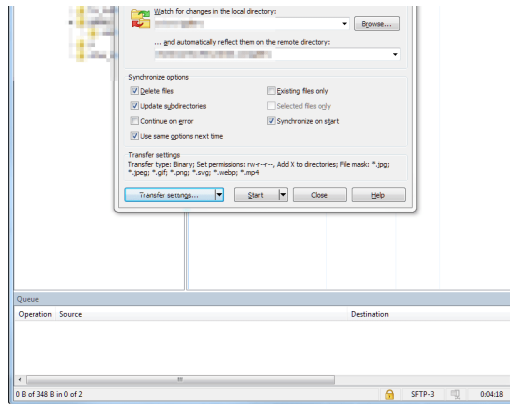 Watch for changes in the local directory:
Browse...
... and automatically reflect them on the remote directory:
Synchronize options
Delete files
Existing files only
Update subdirectories
Selected files only
Continue on error
Synchronize on start
Use same options next time
Transfer settings
Transfer type: Binary; Set permissions: rw-r--r--, Add X to directories; File mask: *.jpg;
*.jpeg; *.gif; *.png; *.svg; *.webp; *.mp4
Transfer settings...
Start
Close
Help
Queue
Operation Source Destination
0 B of 348 B in 0 of 2
SFTP-3
0:04:18